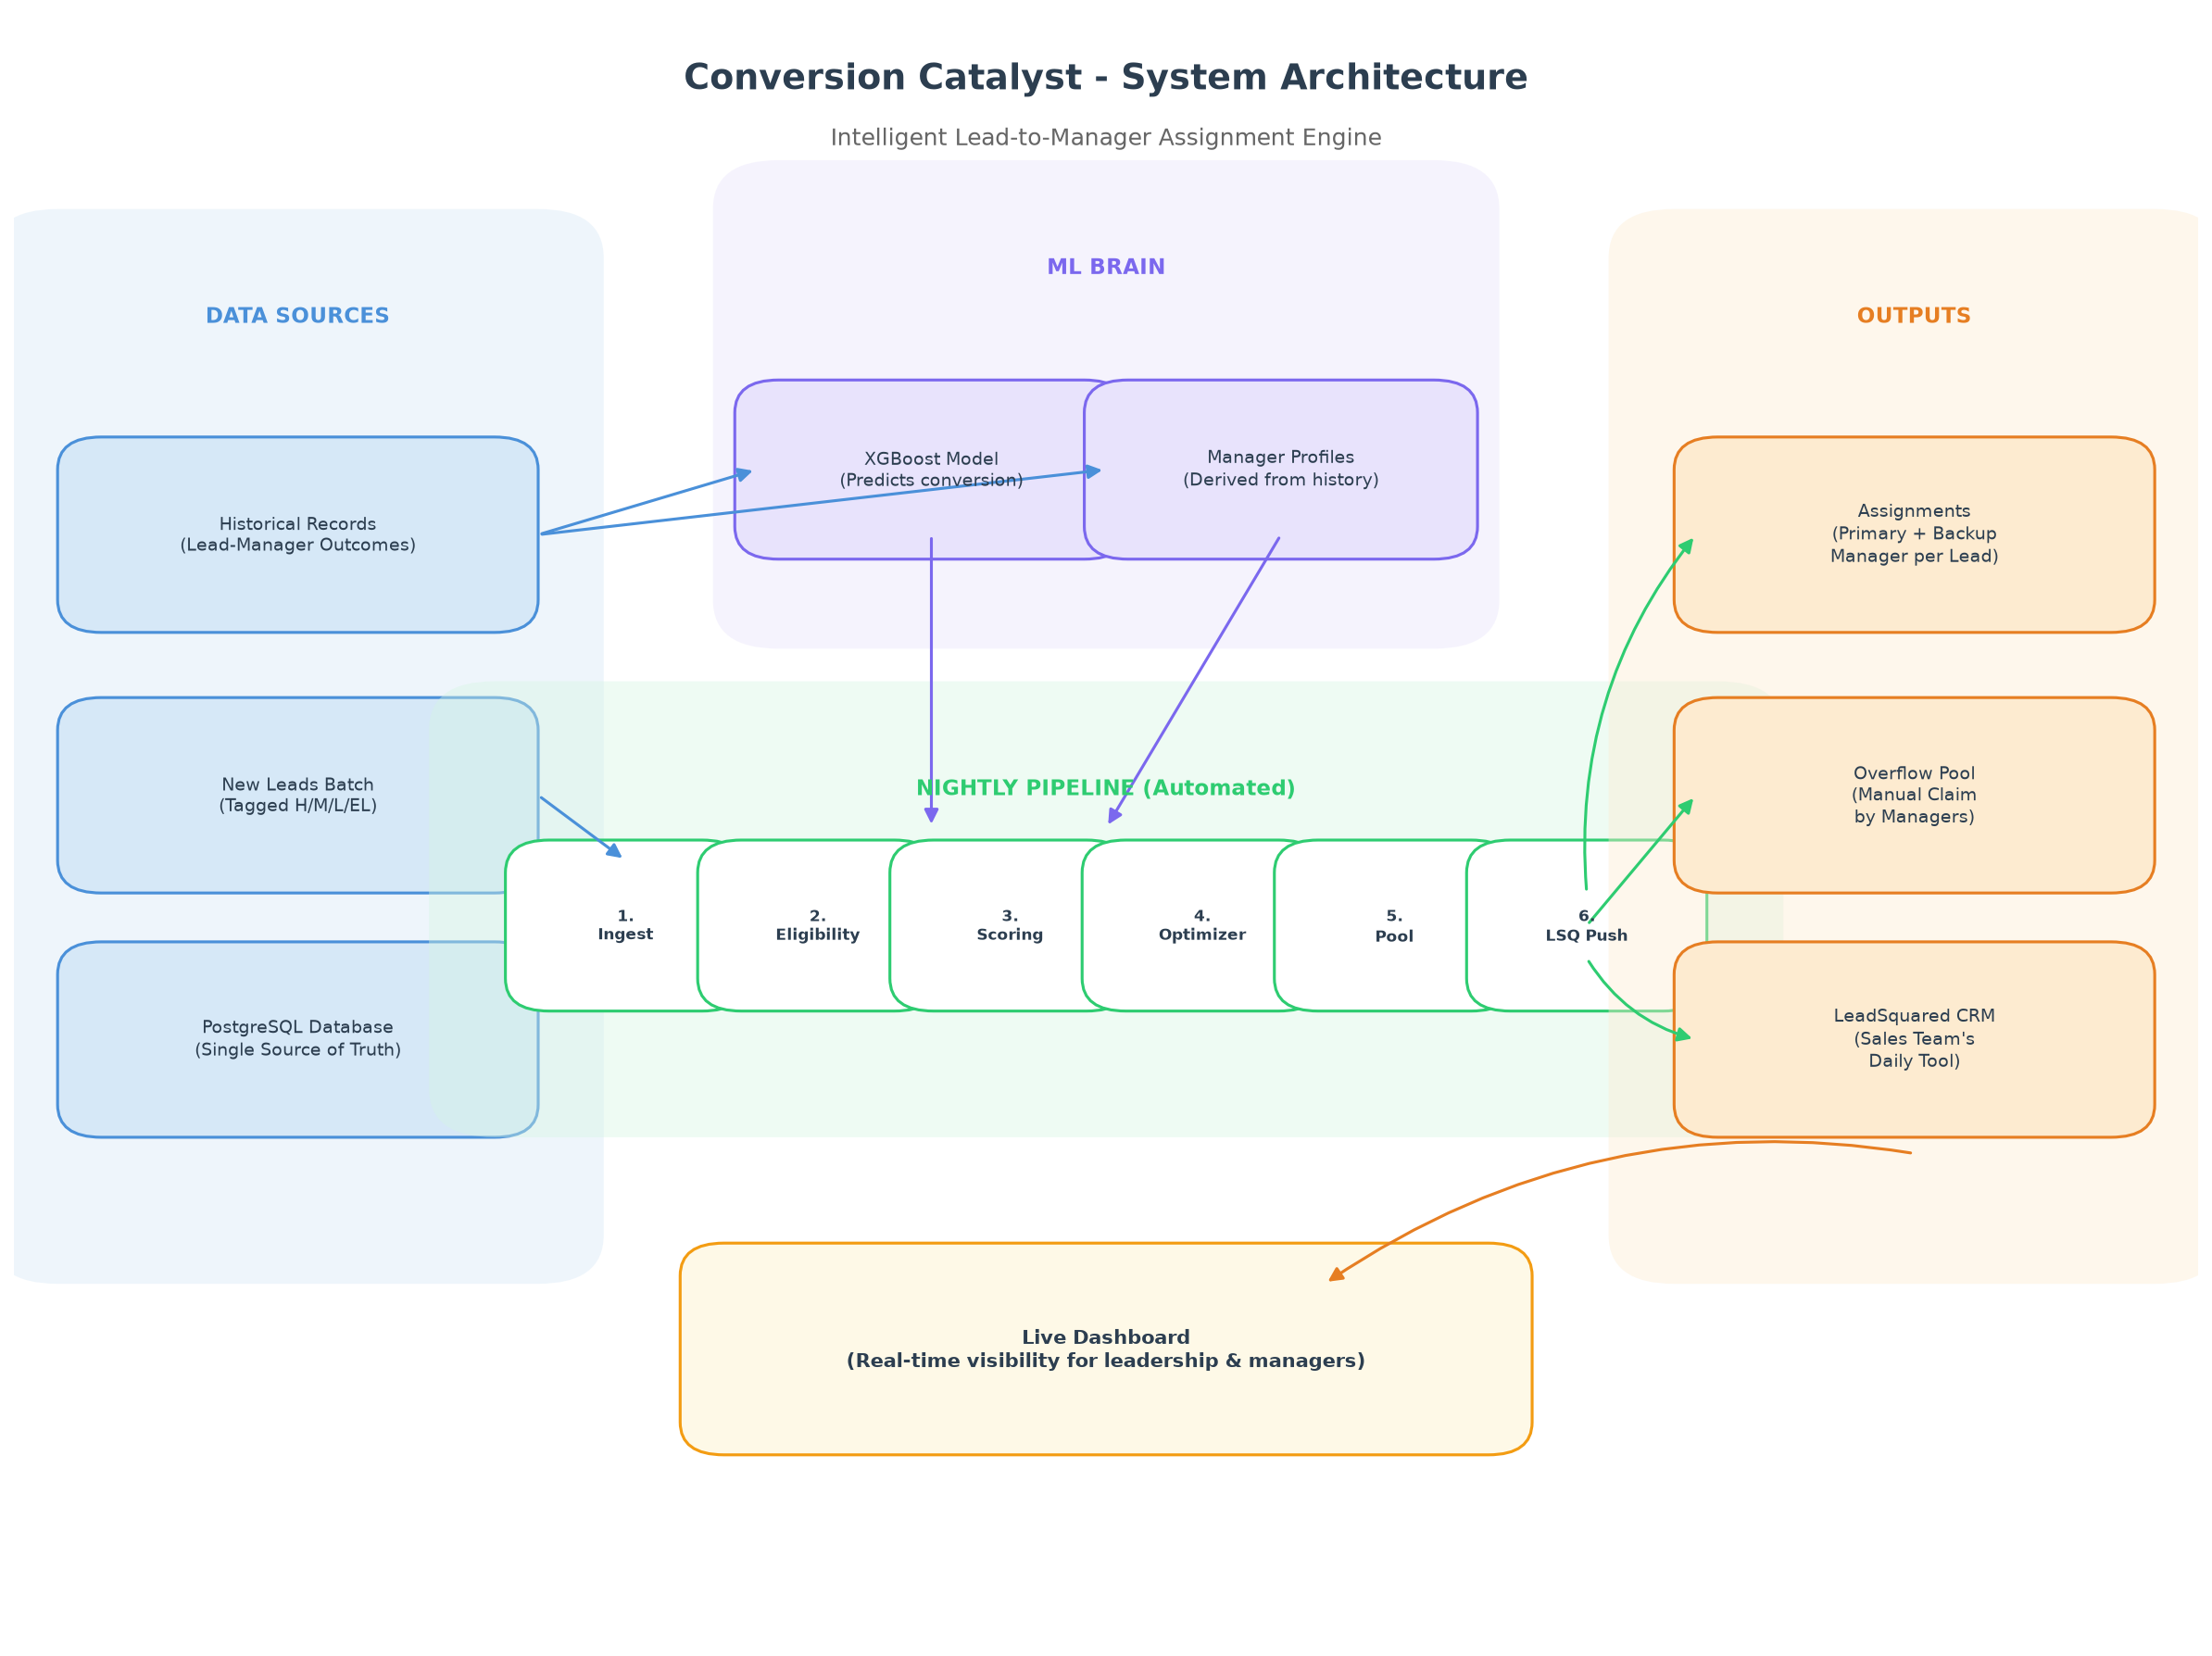 Conversion Catalyst - System Architecture
Intelligent Lead-to-Manager Assignment Engine
DATA SOURCES
Historical Records
(Lead-Manager Outcomes)
New Leads Batch
(Tagged H/M/L/EL)
PostgreSQL Database
(Single Source of Truth)
ML BRAIN
XGBoost Model
(Predicts conversion)
Manager Profiles
(Derived from history)
NIGHTLY PIPELINE (Automated)
1.
Ingest
2.
Eligibility
3.
Scoring
4.
Optimizer
5.
Pool
6.
LSQ Push
OUTPUTS
Assignments
(Primary + Backup
Manager per Lead)
Overflow Pool
(Manual Claim
by Managers)
LeadSquared CRM
(Sales Team's
Daily Tool)
Live Dashboard
(Real-time visibility for leadership & managers)